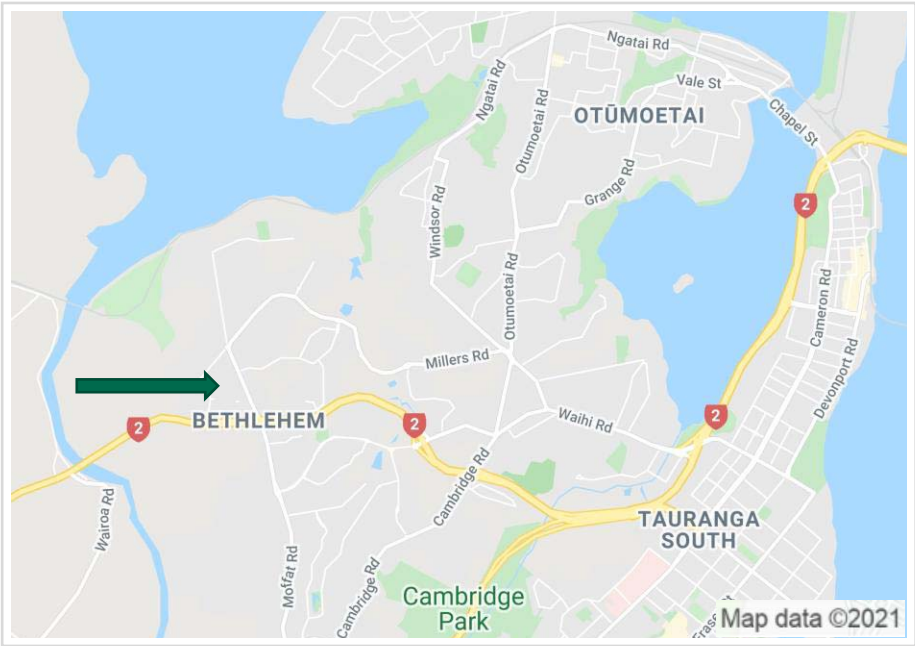 Ngatai Rd
Vale St
Ngatai Rd
Otumoetai Rd
OTŪMOETAI
Chapel St
Grange Rd
2
Windsor Rd
Otumoetai Rd
Cameron Rd
Millers Rd
Devonport Rd
2
BETHLEHEM
2
2
Waihi Rd
Cambridge Rd
Wairoa Rd
TAURANGA
SOUTH
Moffat Rd
Cambridge Rd
Cambridge
Park
Map data ©2021